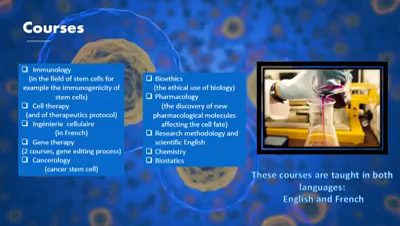 Courses
❑ Immunology
(in the field of stem cells for
example the immunogenicity of
stem cells)
❑ Cell therapy
(and of therapeutics protocol)
❑ Ingénierie cellulaire
(in French)
❑ Gene therapy
(2 courses, gene editing process)
❑ Cancerology
(cancer stem cell)
❑ Bioethics
(the ethical use of biology)
❑ Pharmacology
(the discovery of new
pharmacological molecules
affecting the cell fate)
❑ Research methodology and
scientific English
❑ Chemistry
❑ Biostatics
These courses are taught in both
languages:
English and French